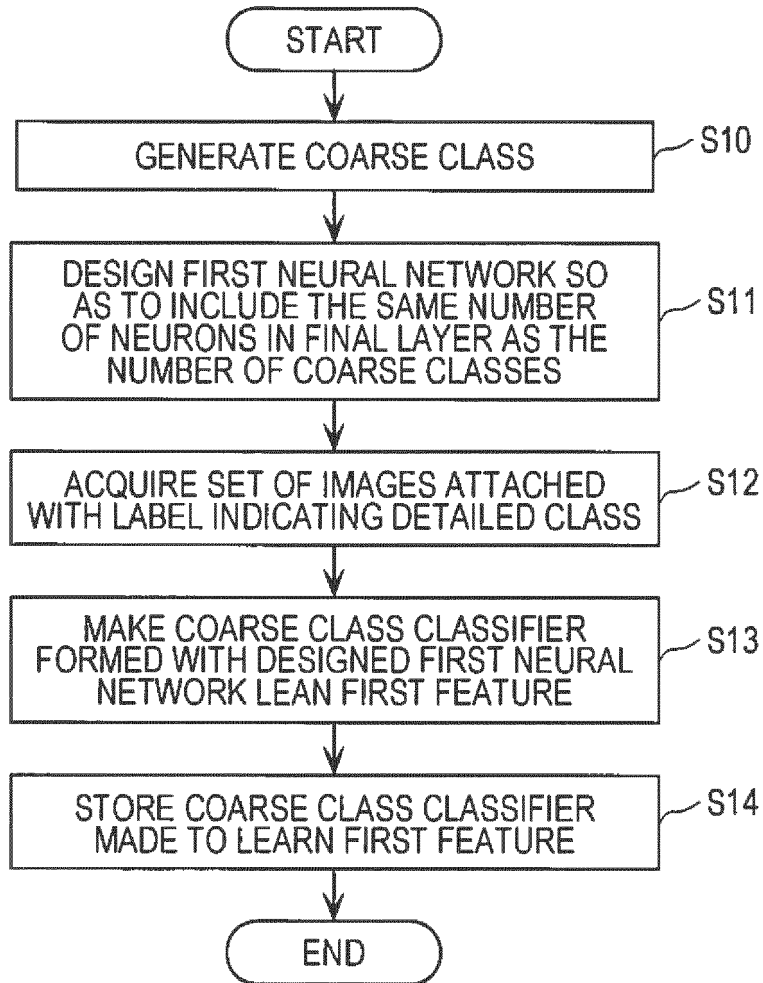 START
GENERATE COARSE CLASS
S10
DESIGN FIRST NEURAL NETWORK SO
AS TO INCLUDE THE SAME NUMBER
OF NEURONS IN FINAL LAYER AS THE
NUMBER OF COARSE CLASSES
S11
ACQUIRE SET OF IMAGES ATTACHED
WITH LABEL INDICATING DETAILED CLASS
S12
MAKE COARSE CLASS CLASSIFIER
FORMED WITH DESIGNED FIRST NEURAL
NETWORK LEAN FIRST FEATURE
S13
STORE COARSE CLASS CLASSIFIER
MADE TO LEARN FIRST FEATURE
S14
END